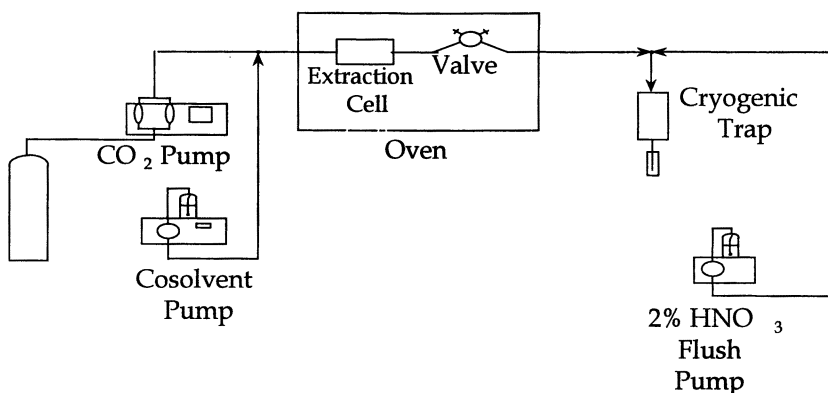 Extraction
Cell
Valve
Oven
CO 2 Pump
Cosolvent
Pump
Cryogenic
Trap
2% HNO 3
Flush
Pump